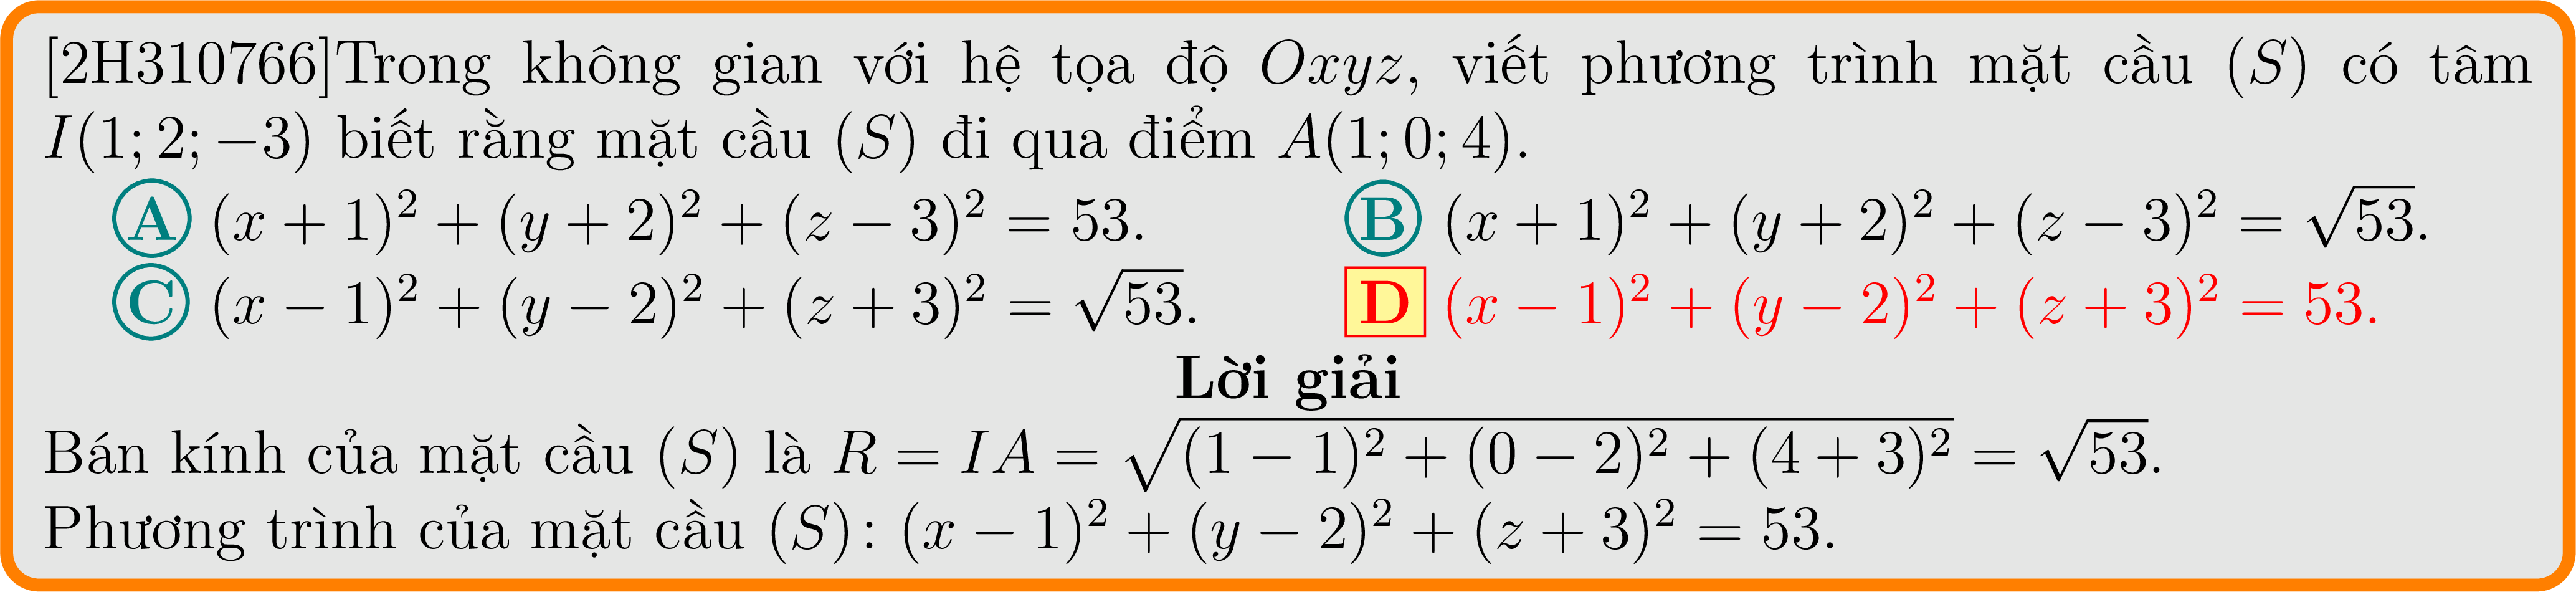 [2H310766]Trong không gian với hệ tọa độ Oxyz, viết phương trình mặt cầu (S) có tâm
I(1; 2; −3) biết rằng mặt cầu (S) đi qua điểm A(1; 0; 4).
A (x + 1)² + (y + 2)² + (z − 3)² = 53. B (x + 1)² + (y + 2)² + (z − 3)² = √53.
C (x − 1)² + (y − 2)² + (z + 3)² = √53. D (x − 1)² + (y − 2)² + (z + 3)² = 53.
Lời giải
Bán kính của mặt cầu (S) là R = IA = √((1 − 1)² + (0 − 2)² + (4 + 3)²) = √53.
Phương trình của mặt cầu (S): (x − 1)² + (y − 2)² + (z + 3)² = 53.